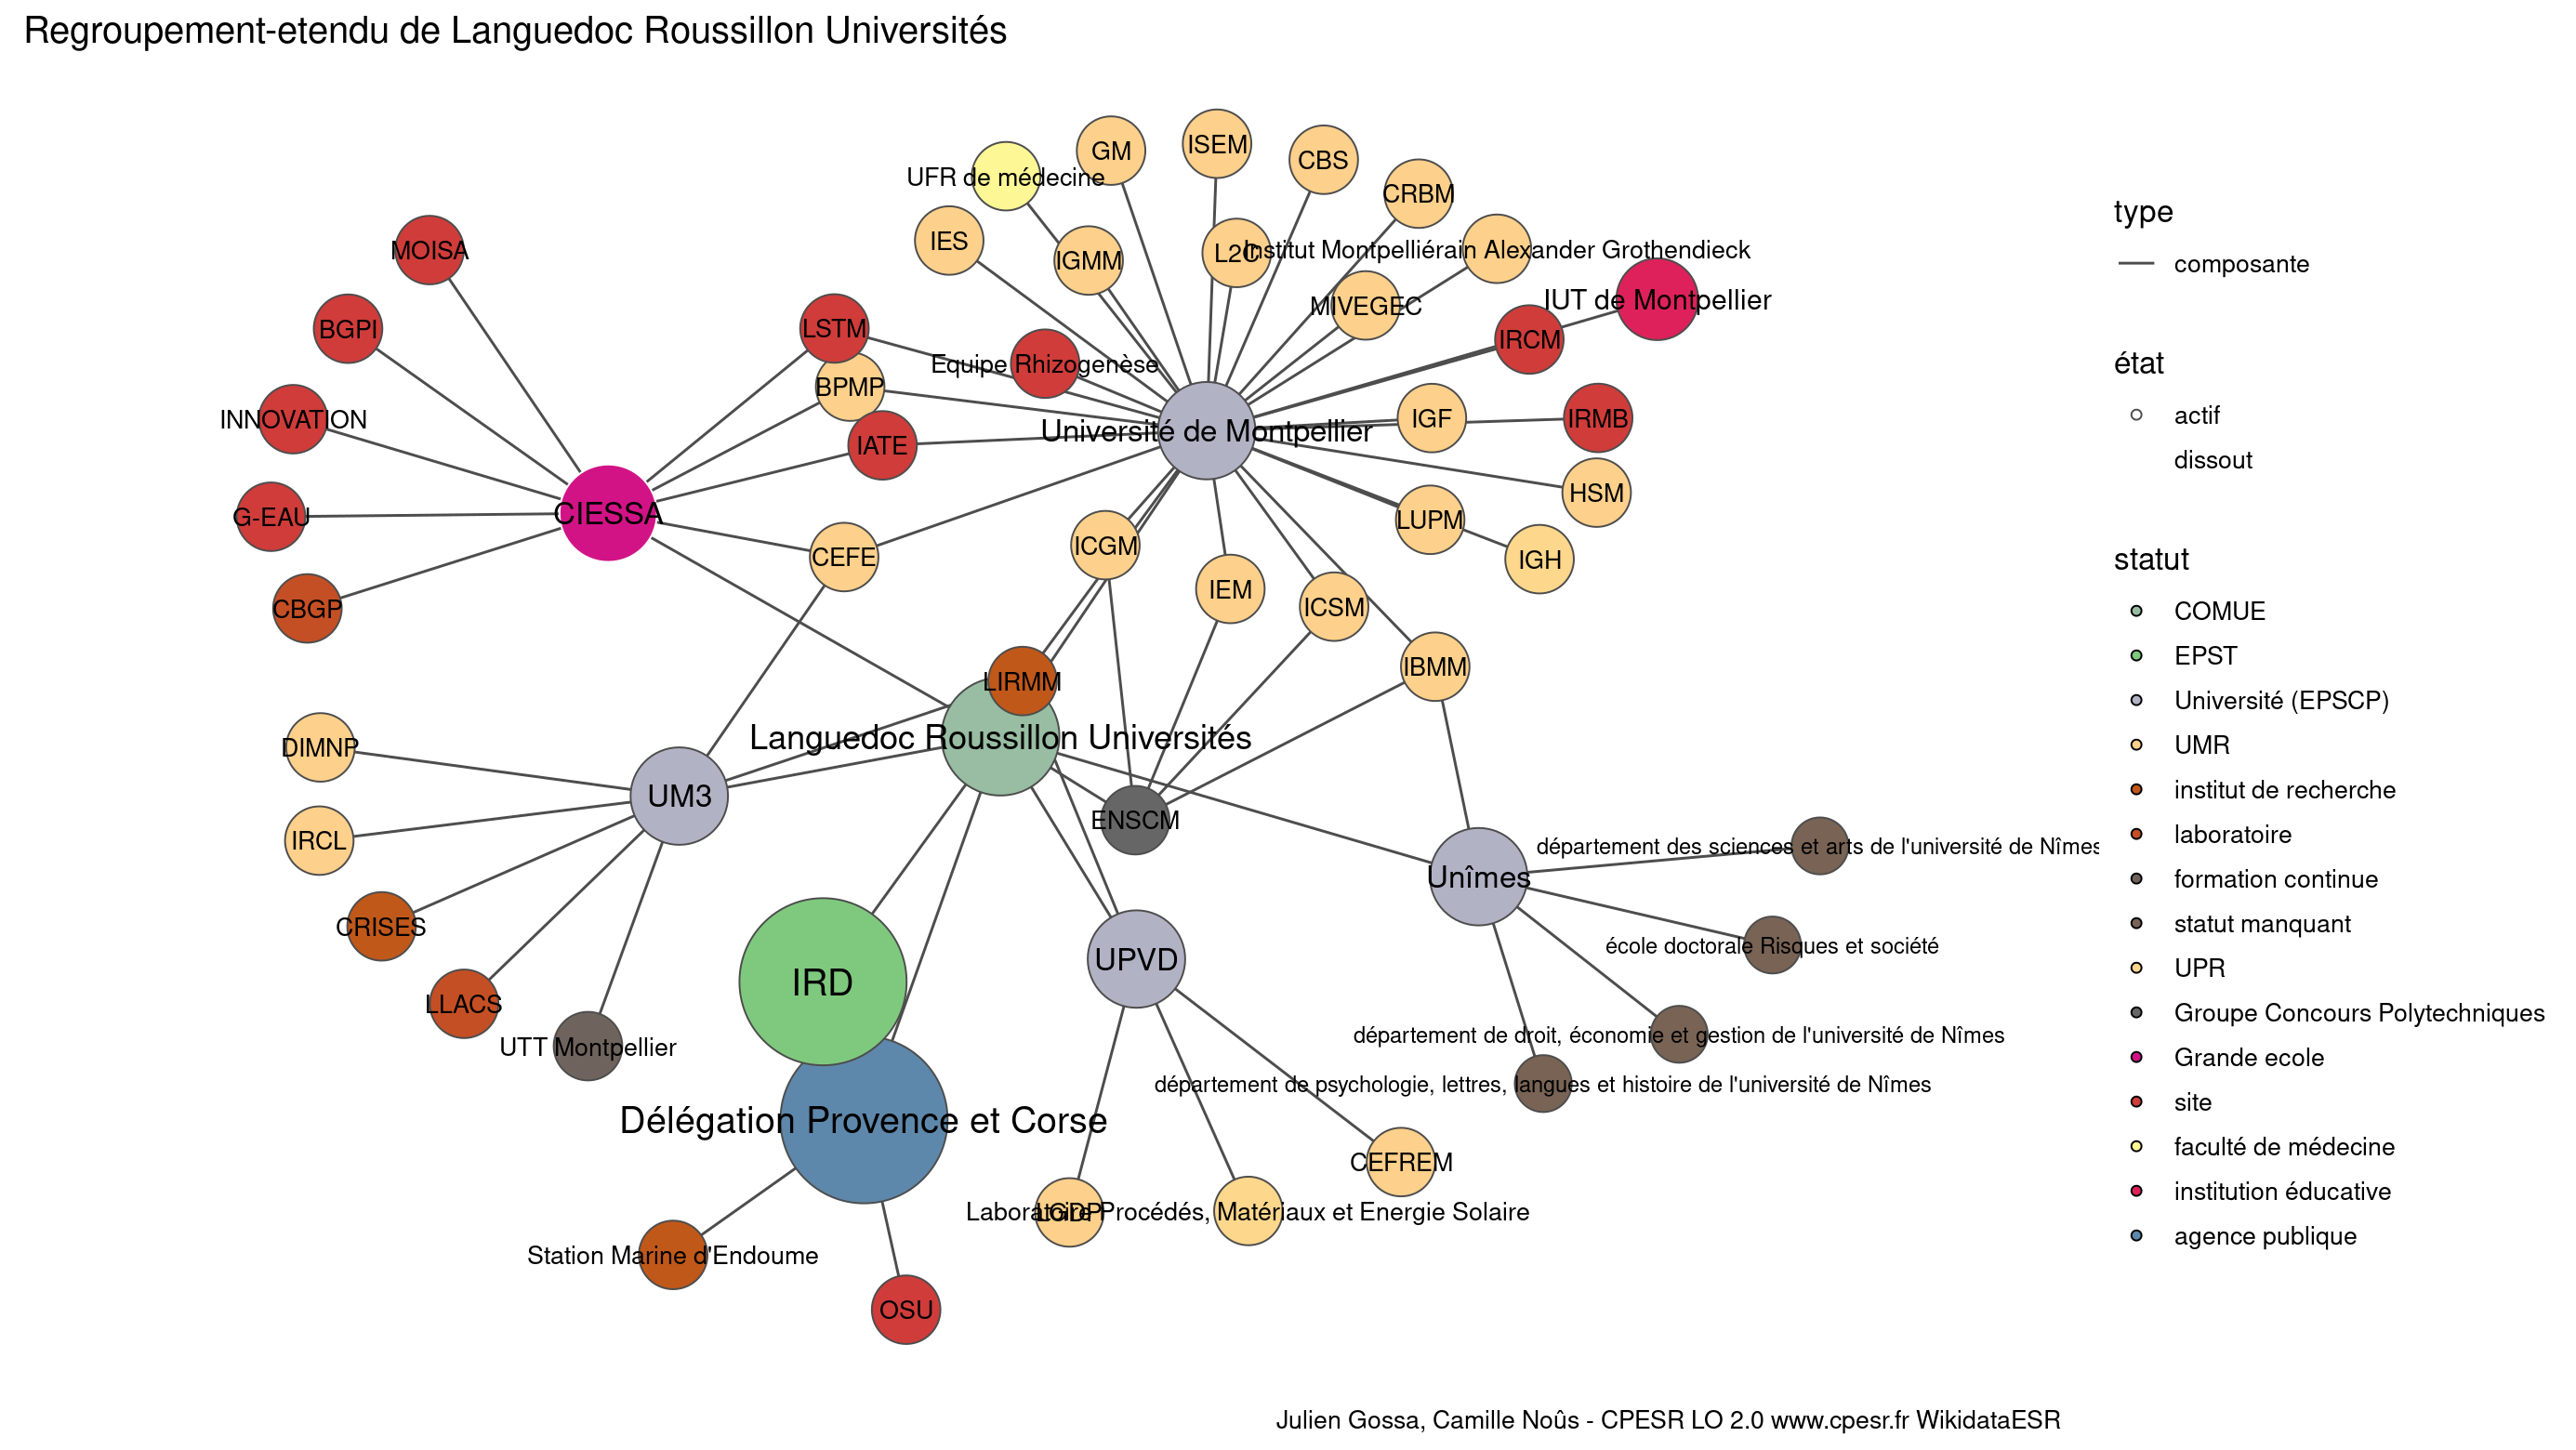 Regroupement-etendu de Languedoc Roussillon Universités
GM
ISEM
CBS
UFR de médecine
CRBM
IES
IGMM
L2C
Institut Montpelliérain Alexander Grothendieck
MOISA
MIVEGEC
IUT de Montpellier
BGPI
LSTM
IRCM
Equipe Rhizogenèse
BPMP
INNOVATION
IATE
Université de Montpellier
IGF
IRMB
G-EAU
CIESSA
HSM
LUPM
ICGM
CEFE
IGH
IEM
ICSM
CBGP
IBMM
LIRMM
Languedoc Roussillon Universités
DIMNP
UM3
IRCL
ENSCM
département des sciences et arts de l'université de Nîmes
Unîmes
CRISES
école doctorale Risques et société
UPVD
IRD
LLACS
UTT Montpellier
département de droit, économie et gestion de l'université de Nîmes
département de psychologie, lettres, langues et histoire de l'université de Nîmes
Délégation Provence et Corse
CEFREM
LGDP
Laboratoire Procédés, Matériaux et Energie Solaire
Station Marine d'Endoume
OSU
type
composante
état
actif
dissout
statut
COMUE
EPST
Université (EPSCP)
UMR
institut de recherche
laboratoire
formation continue
statut manquant
UPR
Groupe Concours Polytechniques
Grande ecole
site
faculté de médecine
institution éducative
agence publique
Julien Gossa, Camille Noûs - CPESR LO 2.0 www.cpesr.fr WikidataESR